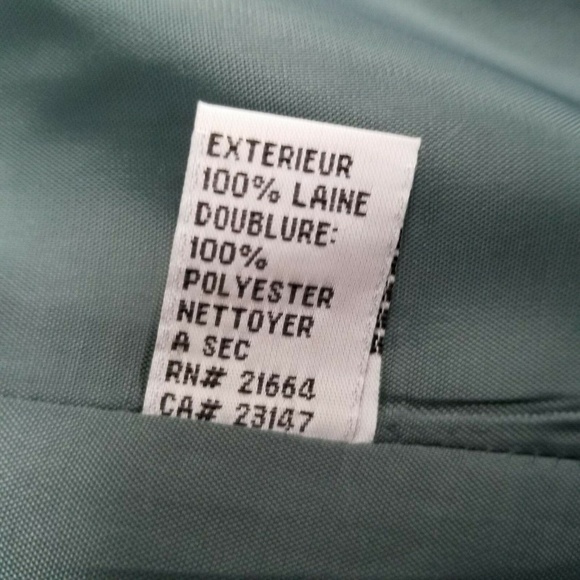 EXTERIEUR
100% LAINE
DOUBLURE:
100%
POLYESTER
NETTOYER
A SEC
RN# 21664
CA# 23147